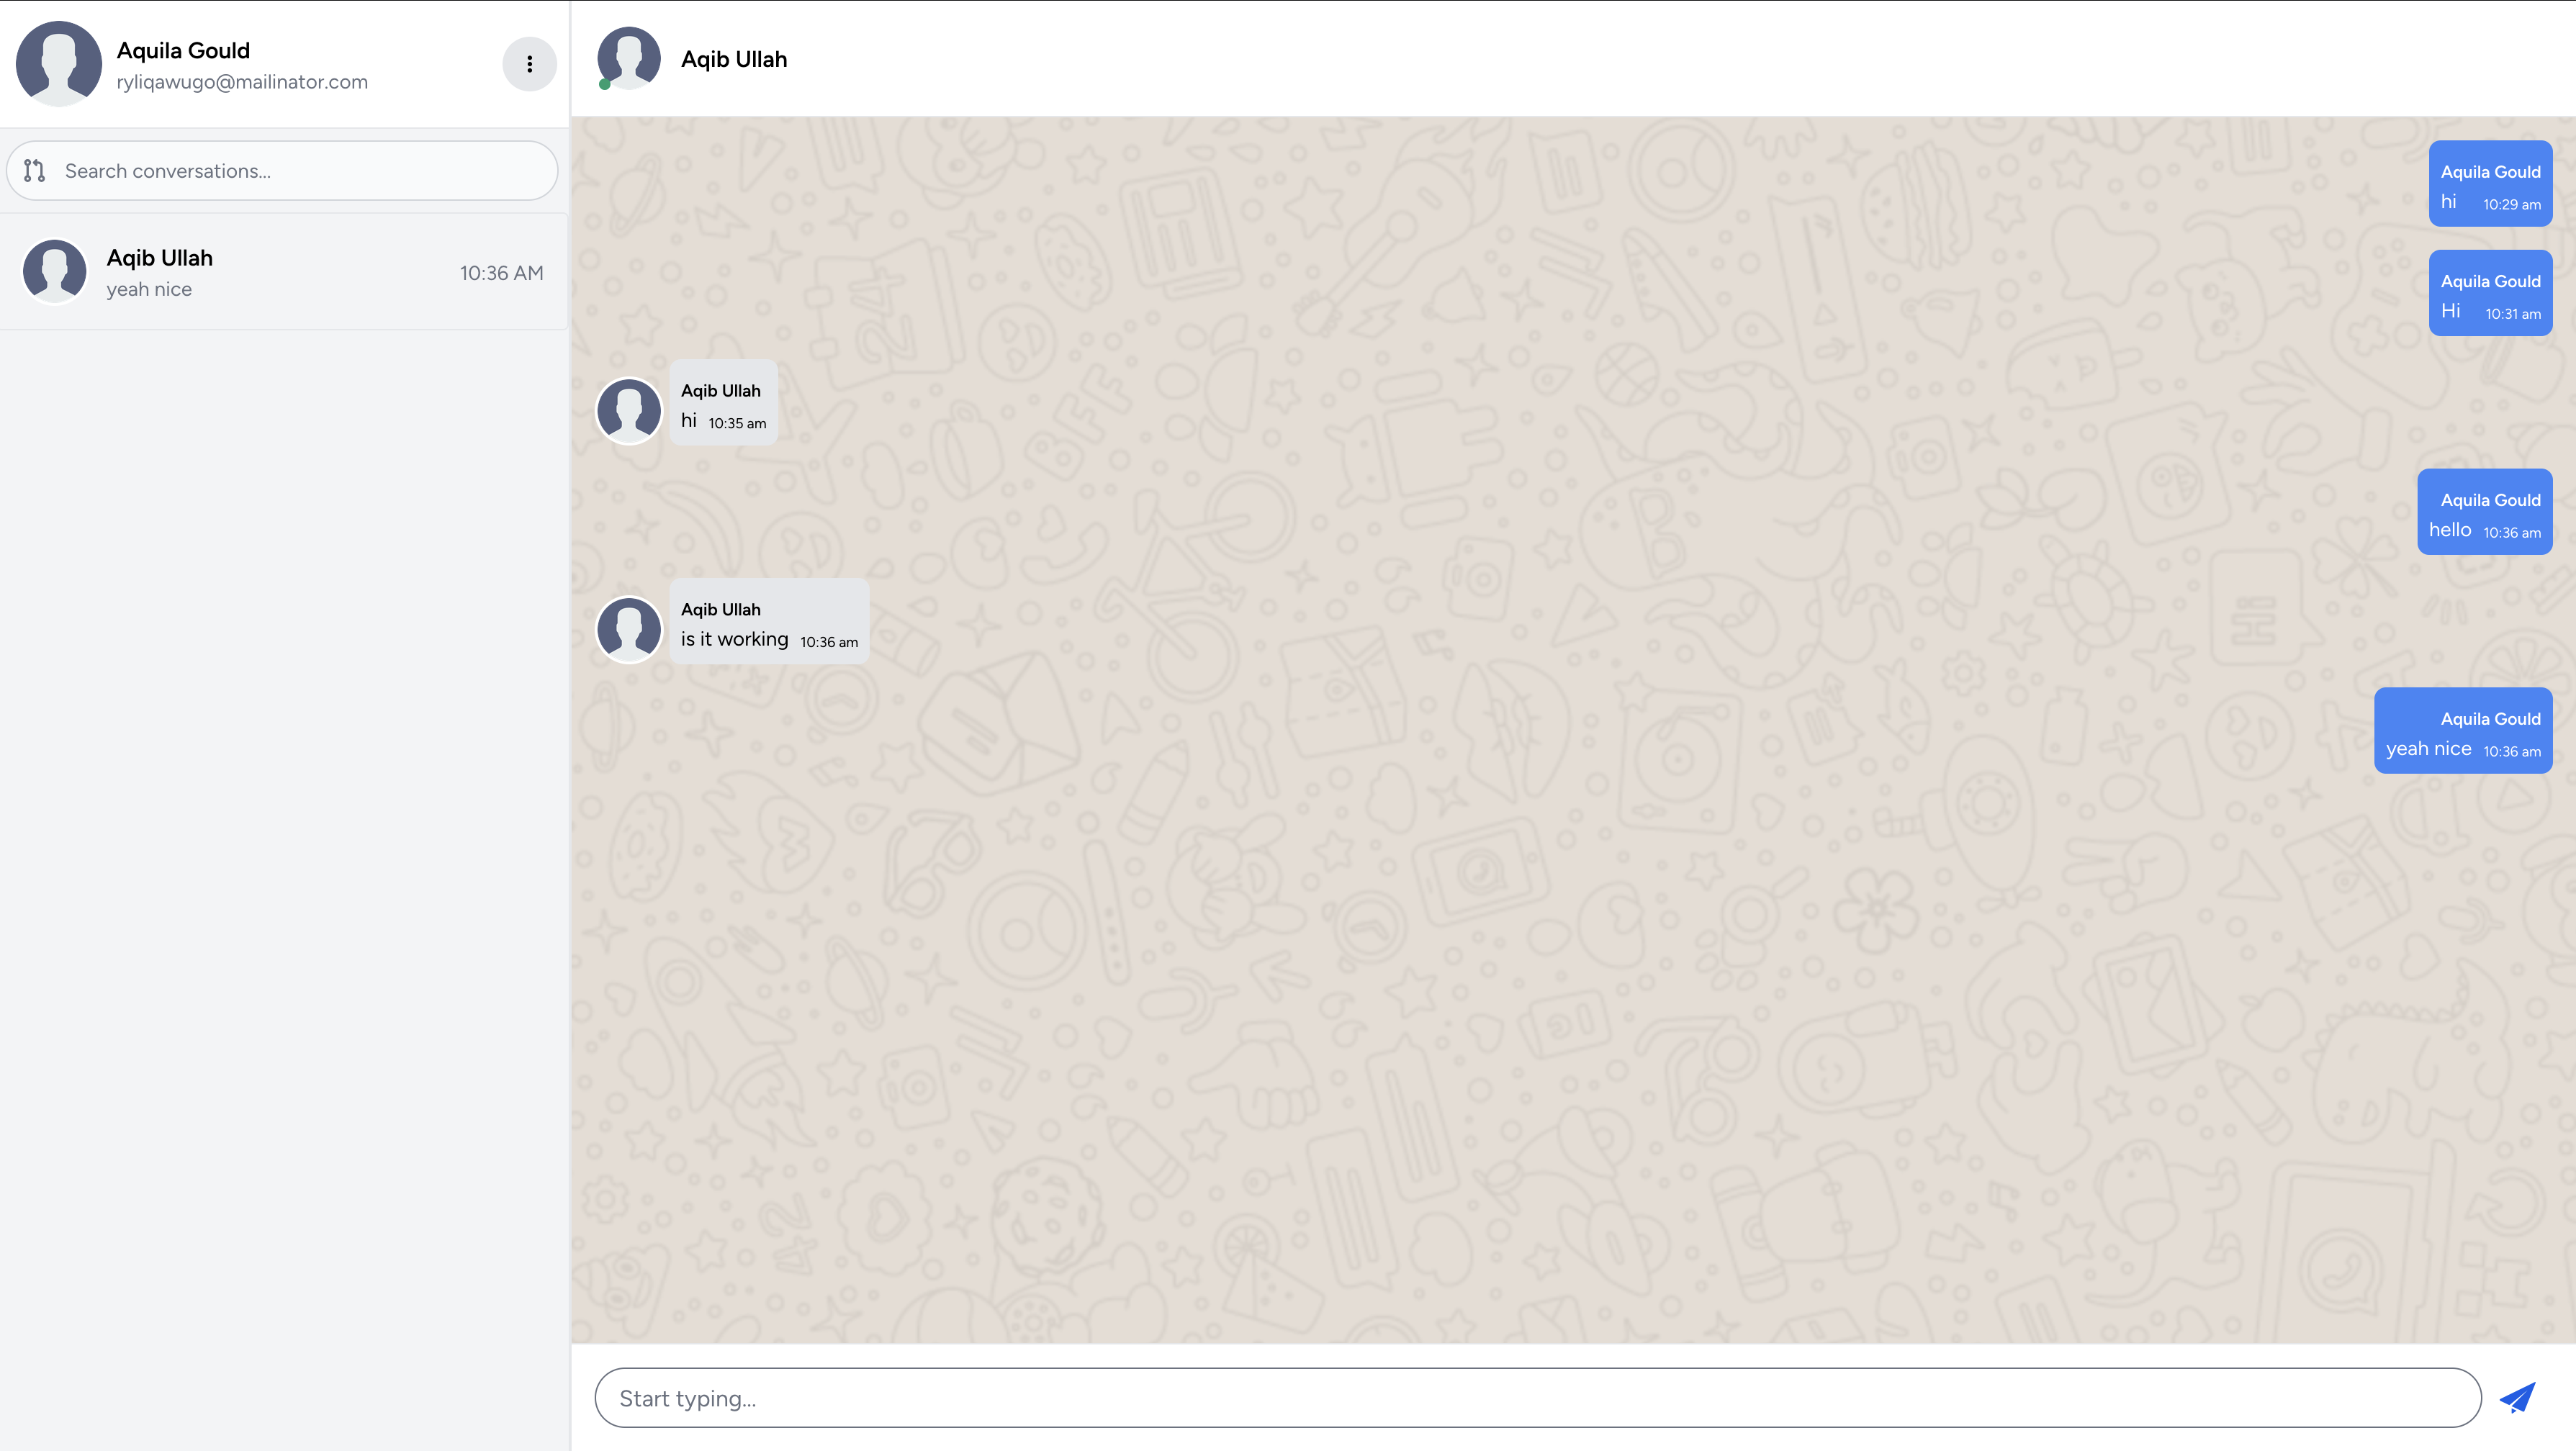 Aquila Gould
ryliqawugo@mailinator.com
Search conversations...
Aqib Ullah
yeah nice
10:36 AM
Aqib Ullah
Aquila Gould
hi 10:29 am
Aquila Gould
Hi 10:31 am
Aqib Ullah
hi 10:35 am
Aquila Gould
hello 10:36 am
Aqib Ullah
is it working 10:36 am
Aquila Gould
yeah nice 10:36 am
Start typing...